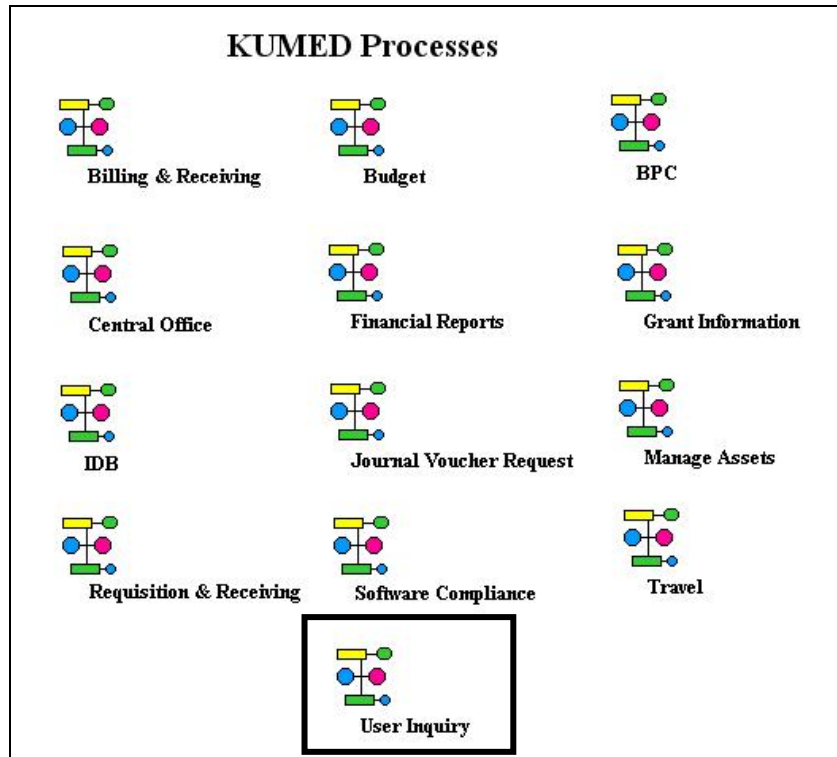 KUMED Processes
Billing & Receiving
Budget
BPC
Central Office
Financial Reports
Grant Information
IDB
Journal Voucher Request
Manage Assets
Requisition & Receiving
Software Compliance
Travel
User Inquiry